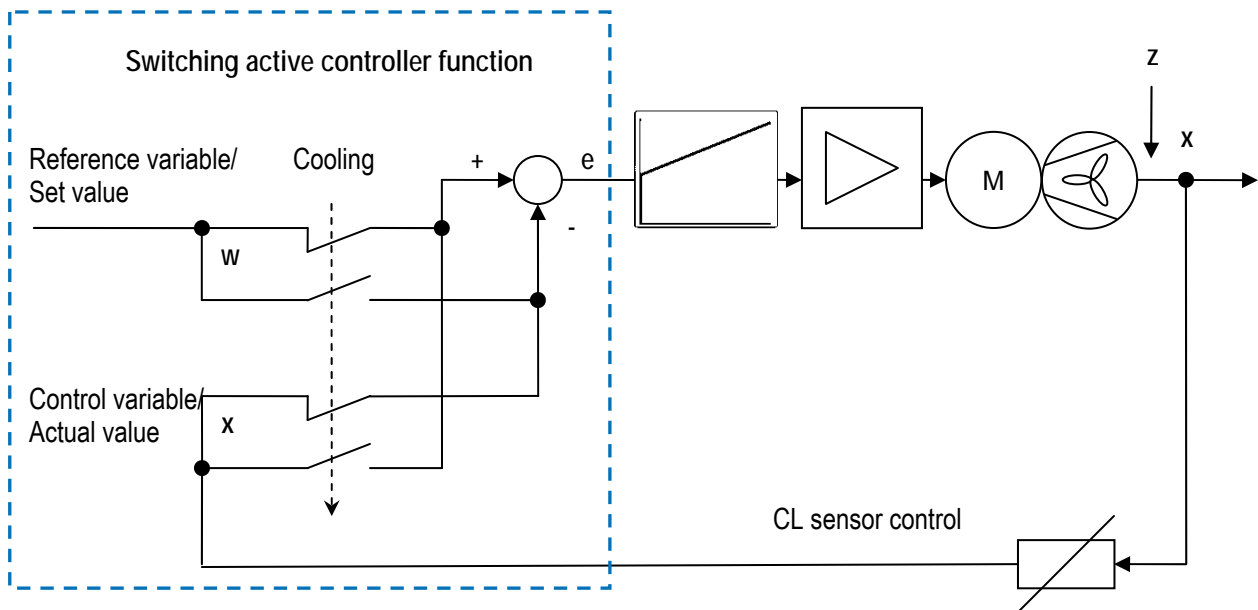 Switching active controller function
Reference variable/
Set value
Cooling
+
e
-
w
Control variable/
Actual value
x
M
z
x
CL sensor control